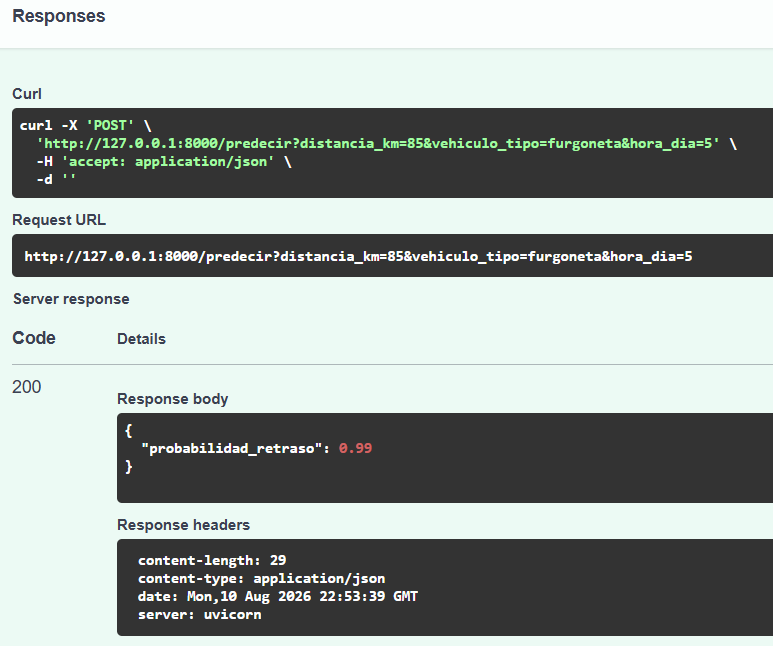 Responses
Curl
curl -X 'POST' \
  'http://127.0.0.1:8000/predecir?distancia_km=85&vehiculo_tipo=furgoneta&hora_dia=5' \
  -H 'accept: application/json' \
  -d ''
Request URL
http://127.0.0.1:8000/predecir?distancia_km=85&vehiculo_tipo=furgoneta&hora_dia=5
Server response
Code Details
200
Response body
{
  "probabilidad_retraso": 0.99
}
Response headers
content-length: 29
content-type: application/json
date: Mon,10 Aug 2026 22:53:39 GMT
server: uvicorn